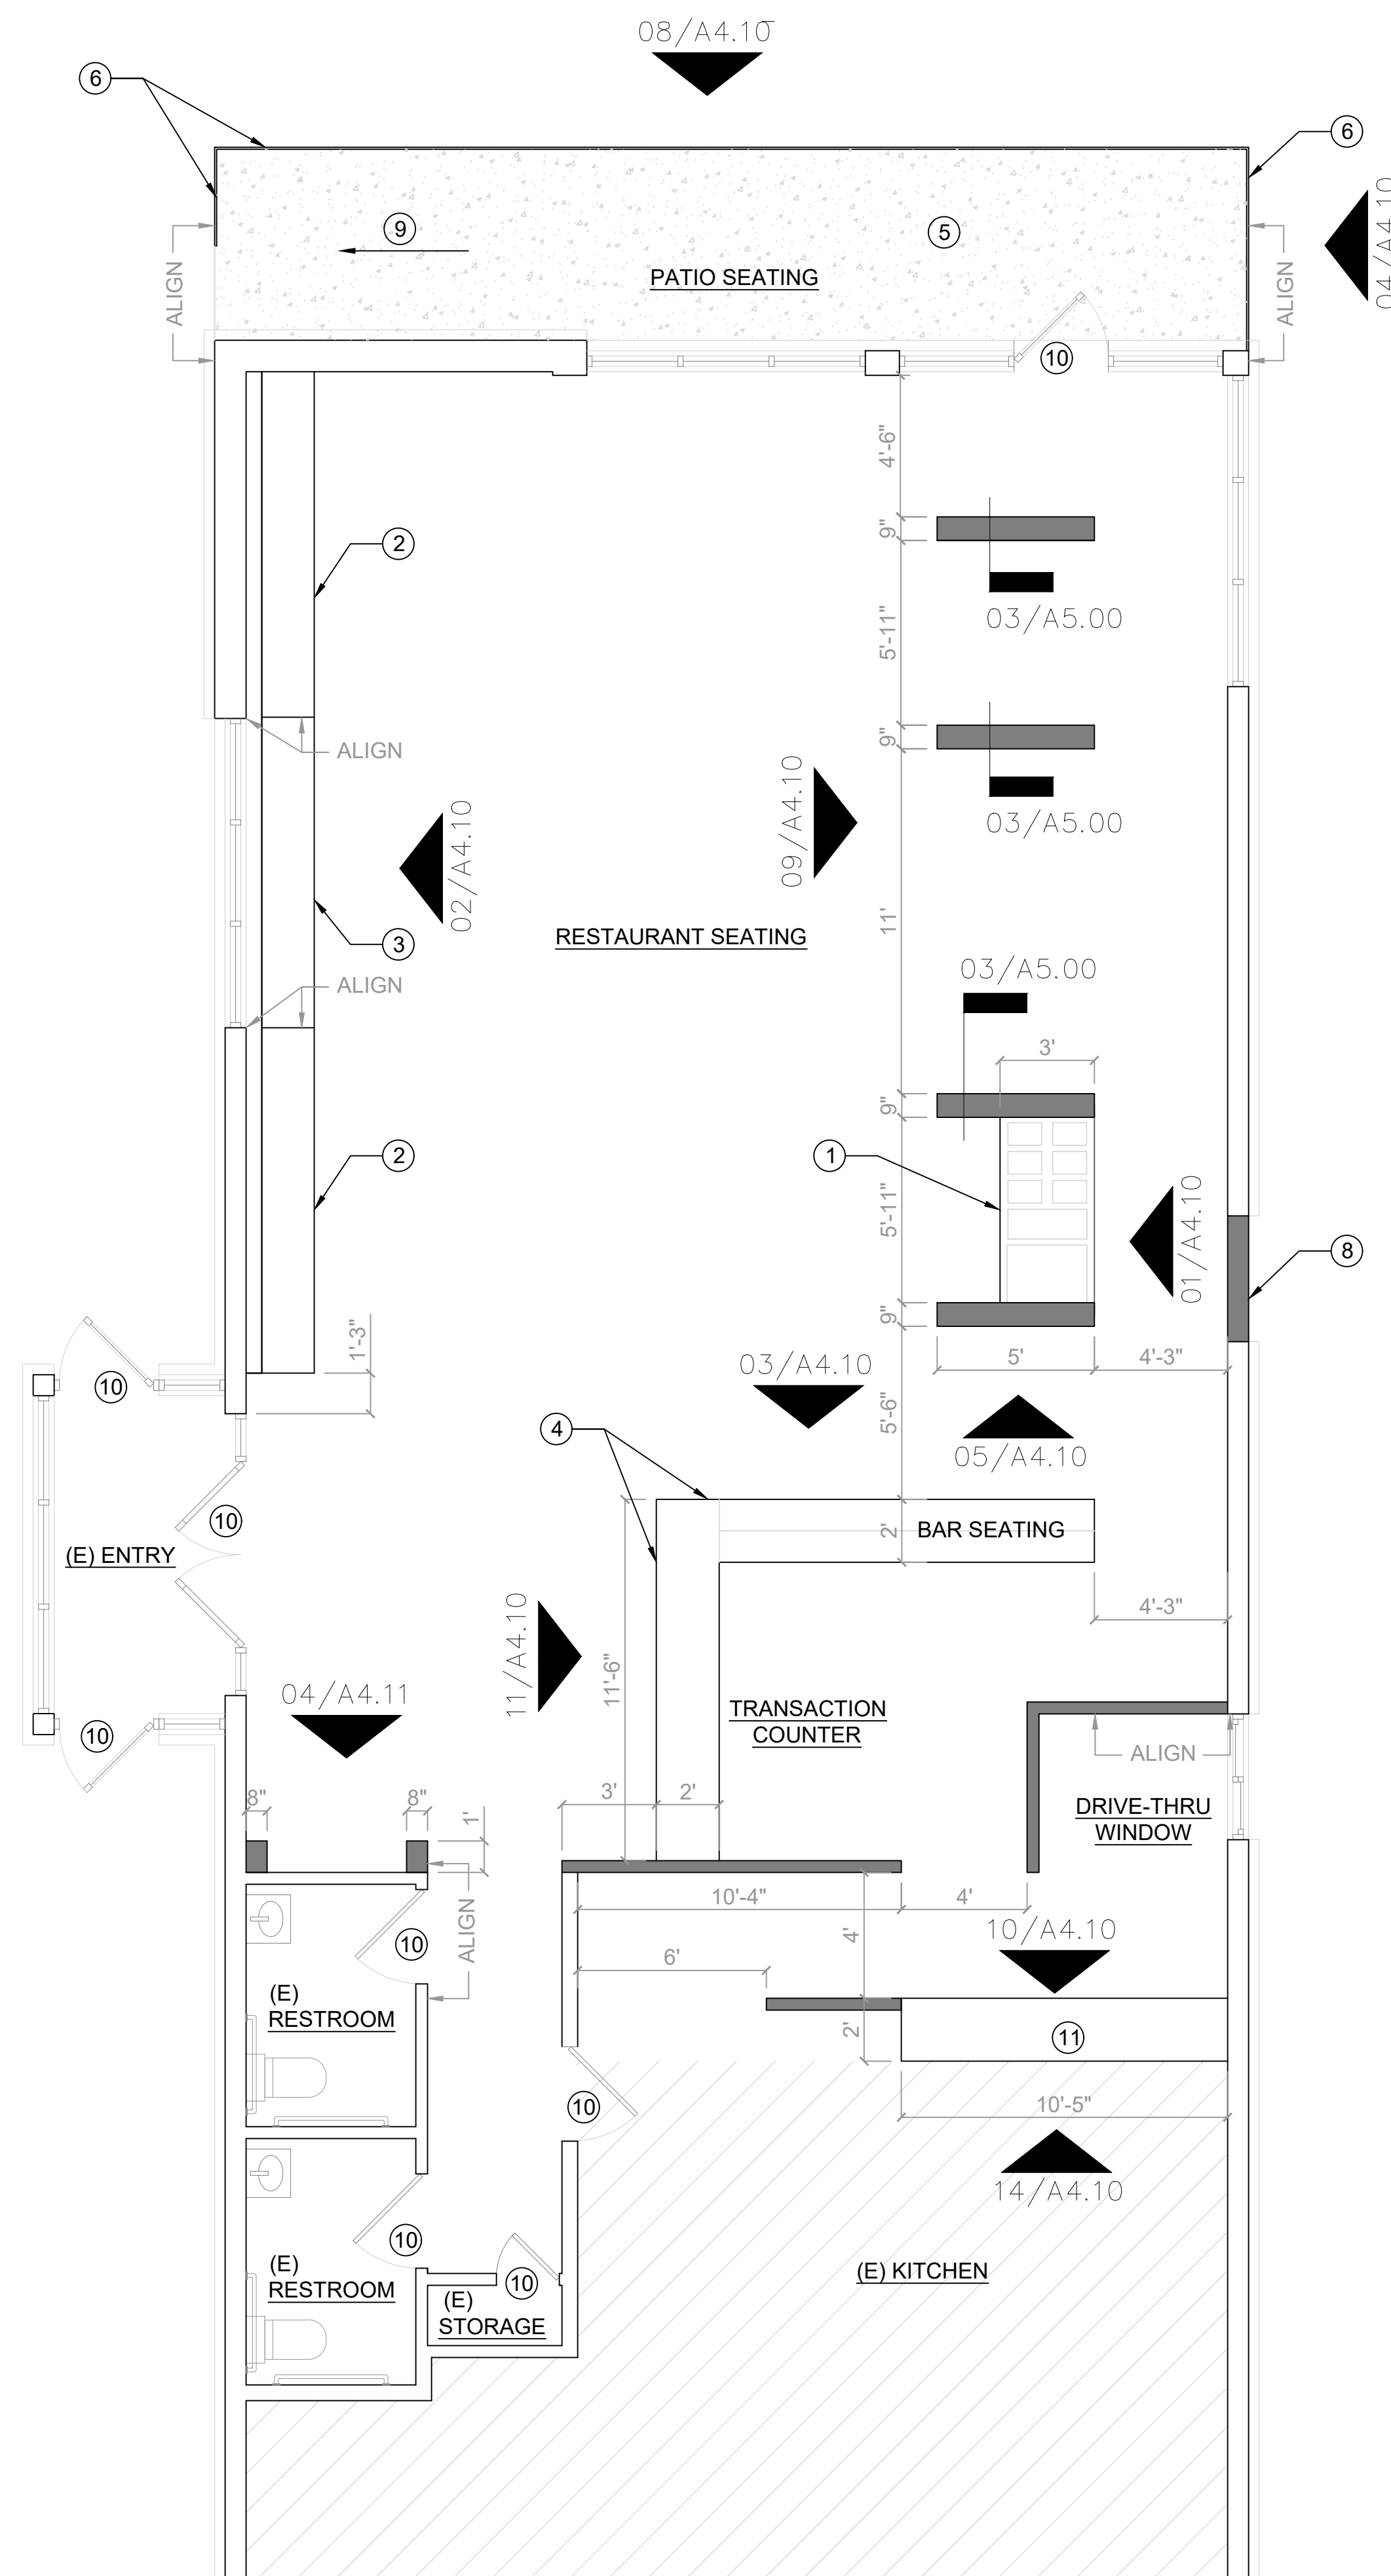 08/A4.10
6
6
04/A4.10
9
5
ALIGN
PATIO SEATING
ALIGN
10
4'-6"
2
9"
03/A5.00
5'-11"
9"
ALIGN
03/A5.00
09/A4.10
02/A4.10
3
RESTAURANT SEATING
11'
03/A5.00
ALIGN
3'
9"
2
1
5'-11"
01/A4.10
8
9"
1'-3"
5'
4'-3"
03/A4.10
10
5'-6"
4
05/A4.10
10
2'
BAR SEATING
(E) ENTRY
4'-3"
11/A4.10
11'-6"
04/A4.11
TRANSACTION
COUNTER
10
ALIGN
8"
8"
1'
3'
2'
DRIVE-THRU
WINDOW
10'-4"
4'
ALIGN
10
4'
10/A4.10
6'
(E)
RESTROOM
2'
11
10
10'-5"
14/A4.10
10
(E)
RESTROOM
(E) KITCHEN
10
(E)
STORAGE